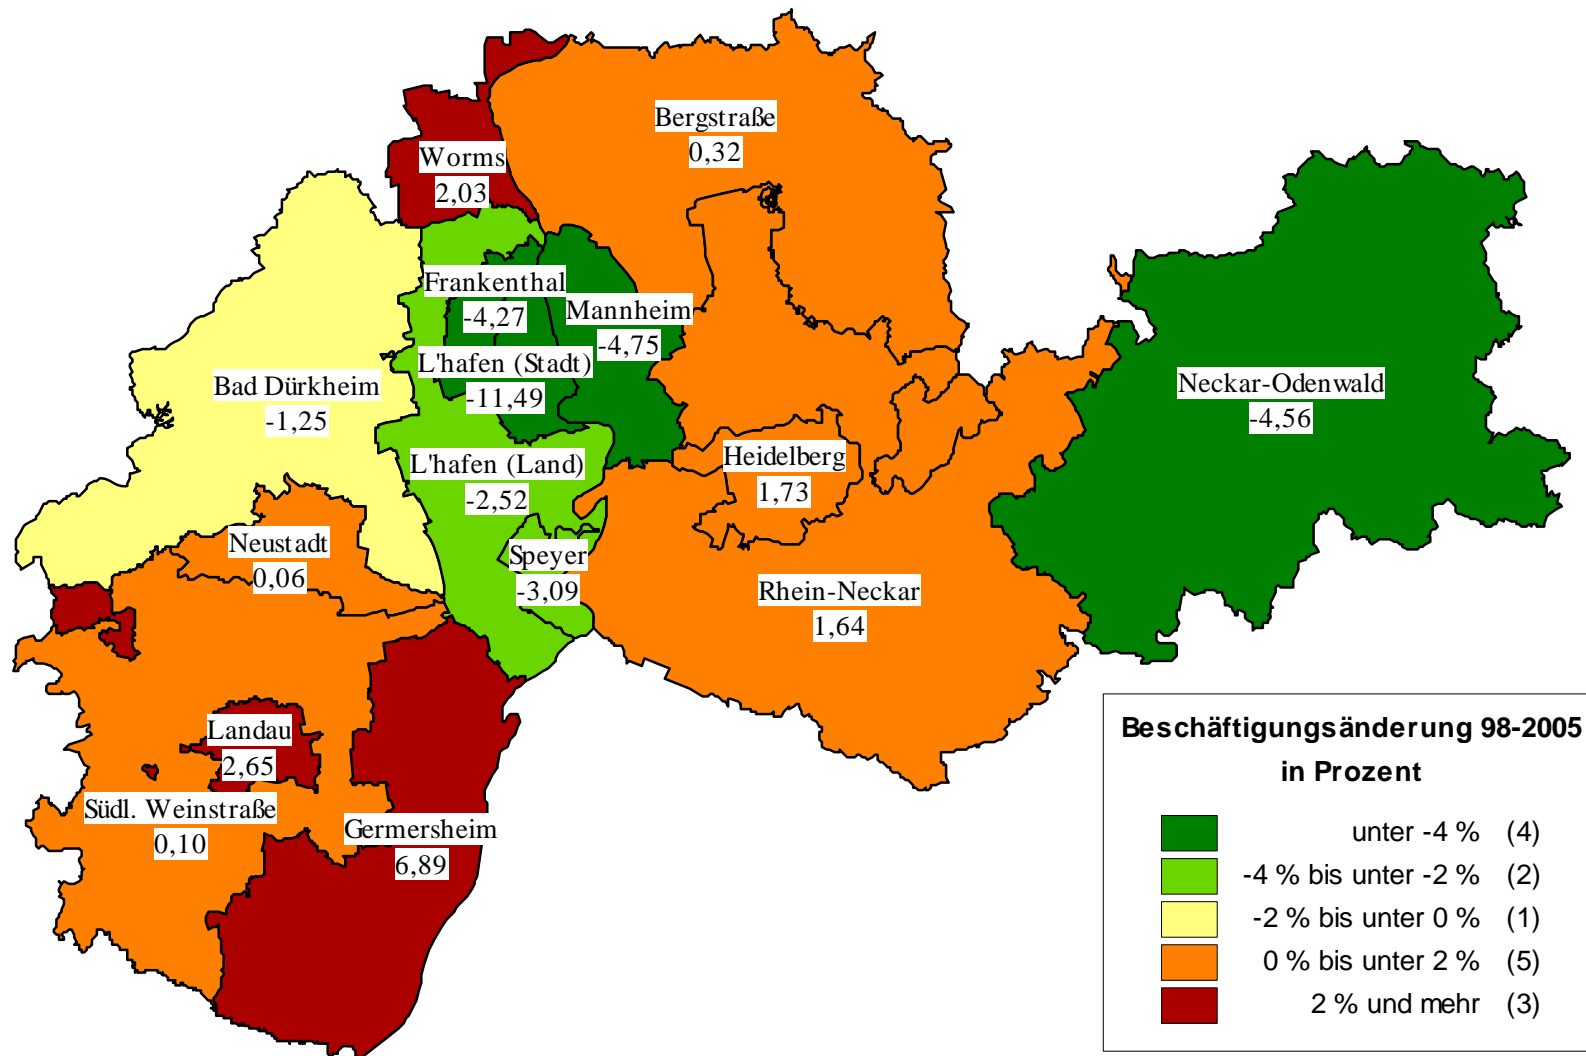 Bergstraße
0,32
Worms
2,03
Frankenthal
-4,27
Mannheim
-4,75
L'hafen (Stadt)
-11,49
Bad Dürkheim
-1,25
Neckar-Odenwald
-4,56
L'hafen (Land)
-2,52
Heidelberg
1,73
Neustadt
0,06
Speyer
-3,09
Rhein-Neckar
1,64
Landau
2,65
Südl. Weinstraße
0,10
Germersheim
6,89
Beschäftigungsänderung 98-2005
in Prozent
unter -4 % (4)
-4 % bis unter -2 % (2)
-2 % bis unter 0 % (1)
0 % bis unter 2 % (5)
2 % und mehr (3)